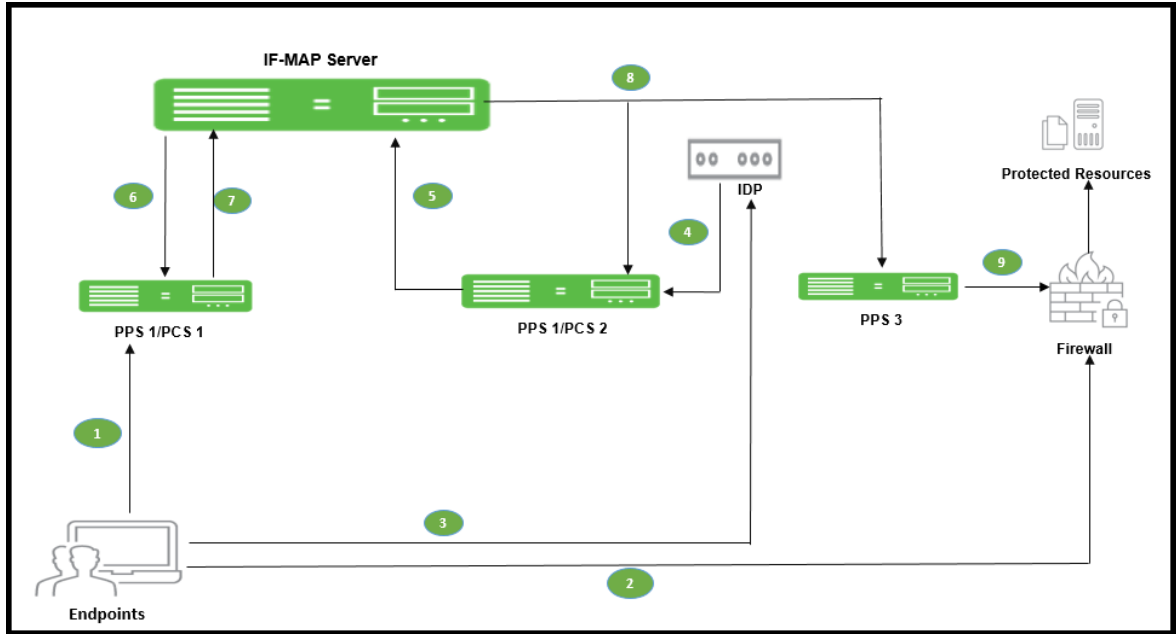 IF-MAP Server
8
Protected Resources
IDP
6
7
5
4
9
PPS 1/PCS 1
PPS 1/PCS 2
PPS 3
Firewall
1
3
2
Endpoints